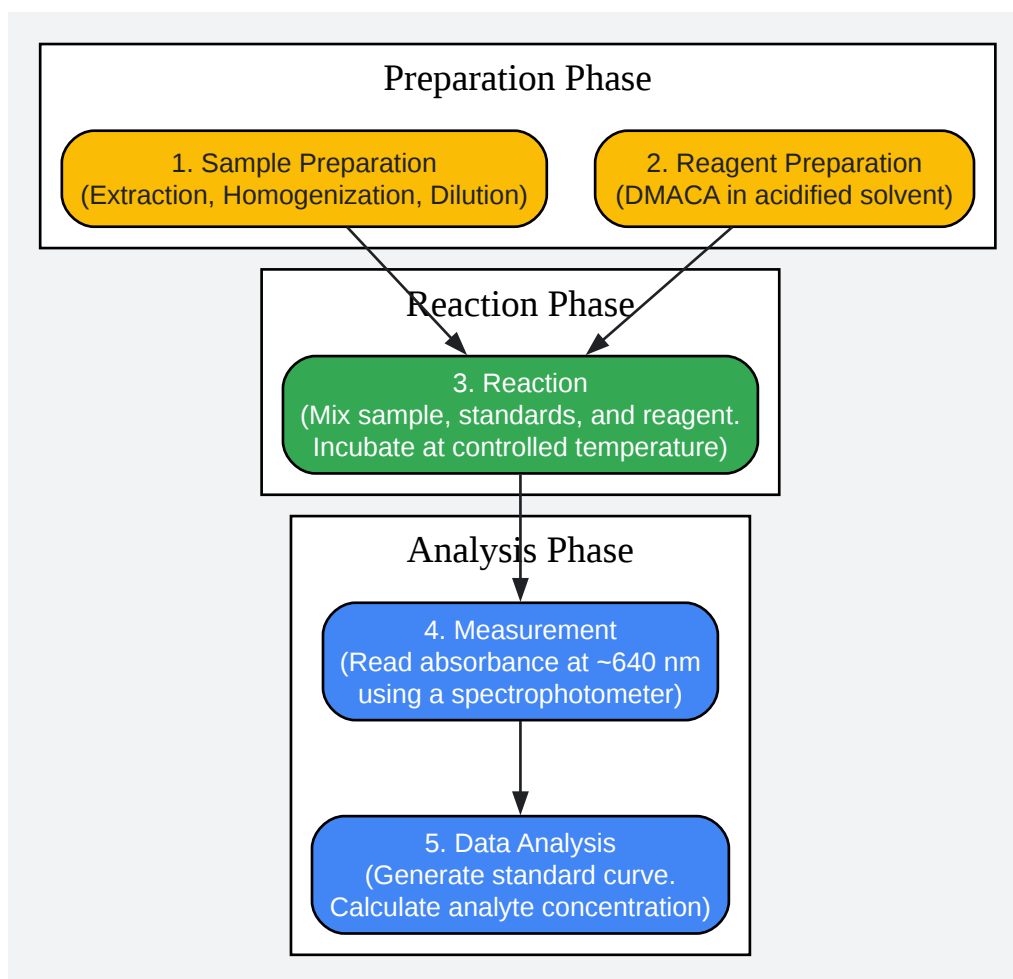 Preparation Phase
1. Sample Preparation
(Extraction, Homogenization, Dilution)
2. Reagent Preparation
(DMACA in acidified solvent)
Reaction Phase
3. Reaction
(Mix sample, standards, and reagent.
Incubate at controlled temperature)
Analysis Phase
4. Measurement
(Read absorbance at ~640 nm
using a spectrophotometer)
5. Data Analysis
(Generate standard curve.
Calculate analyte concentration)